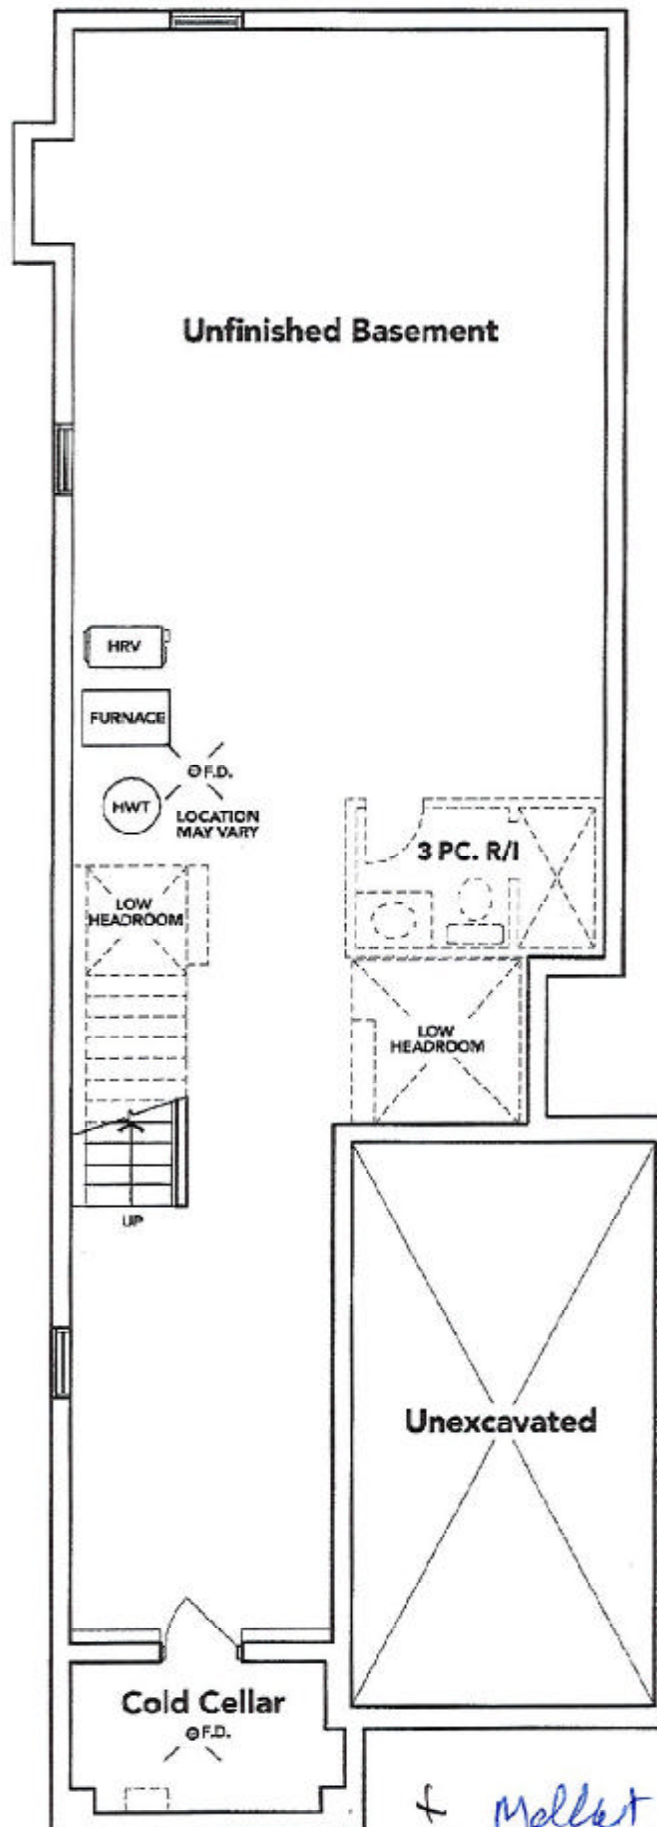 Unfinished Basement
HRV
FURNACE
F.D.
HWT
LOCATION
MAY VARY
3 PC. R/I
LOW
HEADROOM
LOW
HEADROOM
UP
Unexcavated
Cold Cellar
F.D.